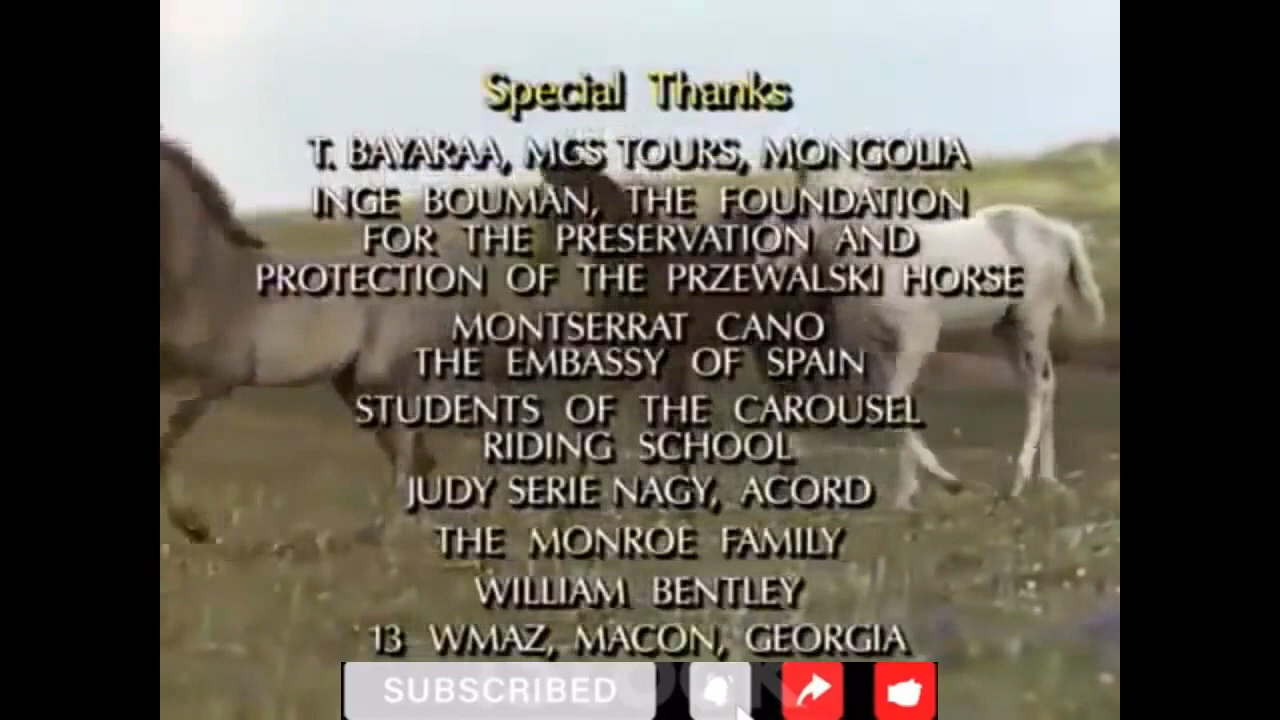 Special Thanks
T. BAYARAA, MGS TOURS, MONGOLIA
INGE BOUMAN, THE FOUNDATION
FOR THE PRESERVATION AND
PROTECTION OF THE PRZEWALSKI HORSE
MONTSERRAT CANO
THE EMBASSY OF SPAIN
STUDENTS OF THE CAROUSEL
RIDING SCHOOL
JUDY SERIE NAGY, ACORD
THE MONROE FAMILY
WILLIAM BENTLEY
13 WMAZ, MACON, GEORGIA
SUBSCRIBED